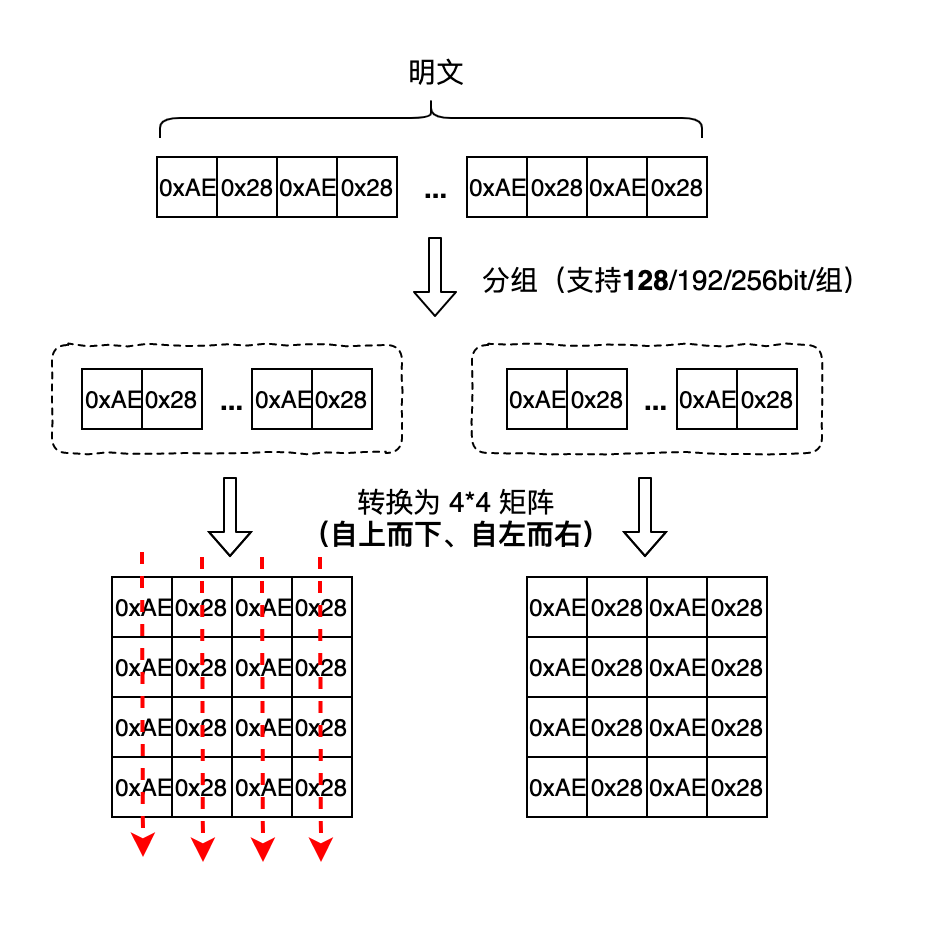 明文
0xAE 0x28 0xAE 0x28 ... 0xAE 0x28 0xAE 0x28
分组（支持128/192/256bit/组）
0xAE 0x28 ... 0xAE 0x28 0xAE 0x28 ... 0xAE 0x28
转换为 4*4 矩阵
（自上而下、自左而右）
0xAE 0x28 0xAE 0x28 0xAE 0x28 0xAE 0x28
0xAE 0x28 0xAE 0x28 0xAE 0x28 0xAE 0x28
0xAE 0x28 0xAE 0x28 0xAE 0x28 0xAE 0x28
0xAE 0x28 0xAE 0x28 0xAE 0x28 0xAE 0x28